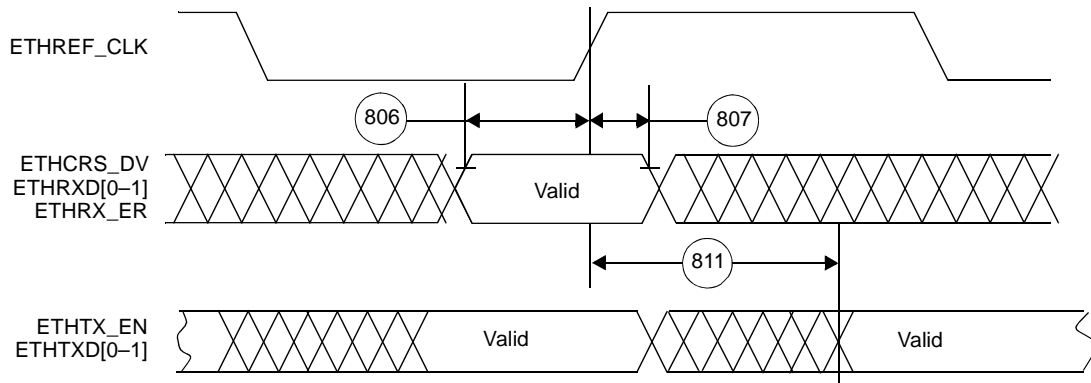 ETHREF_CLK
806
807
ETHCRS_DV
ETHRXD[0–1]
ETHRX_ER
Valid
811
ETHTX_EN
ETHTXD[0–1]
Valid
Valid